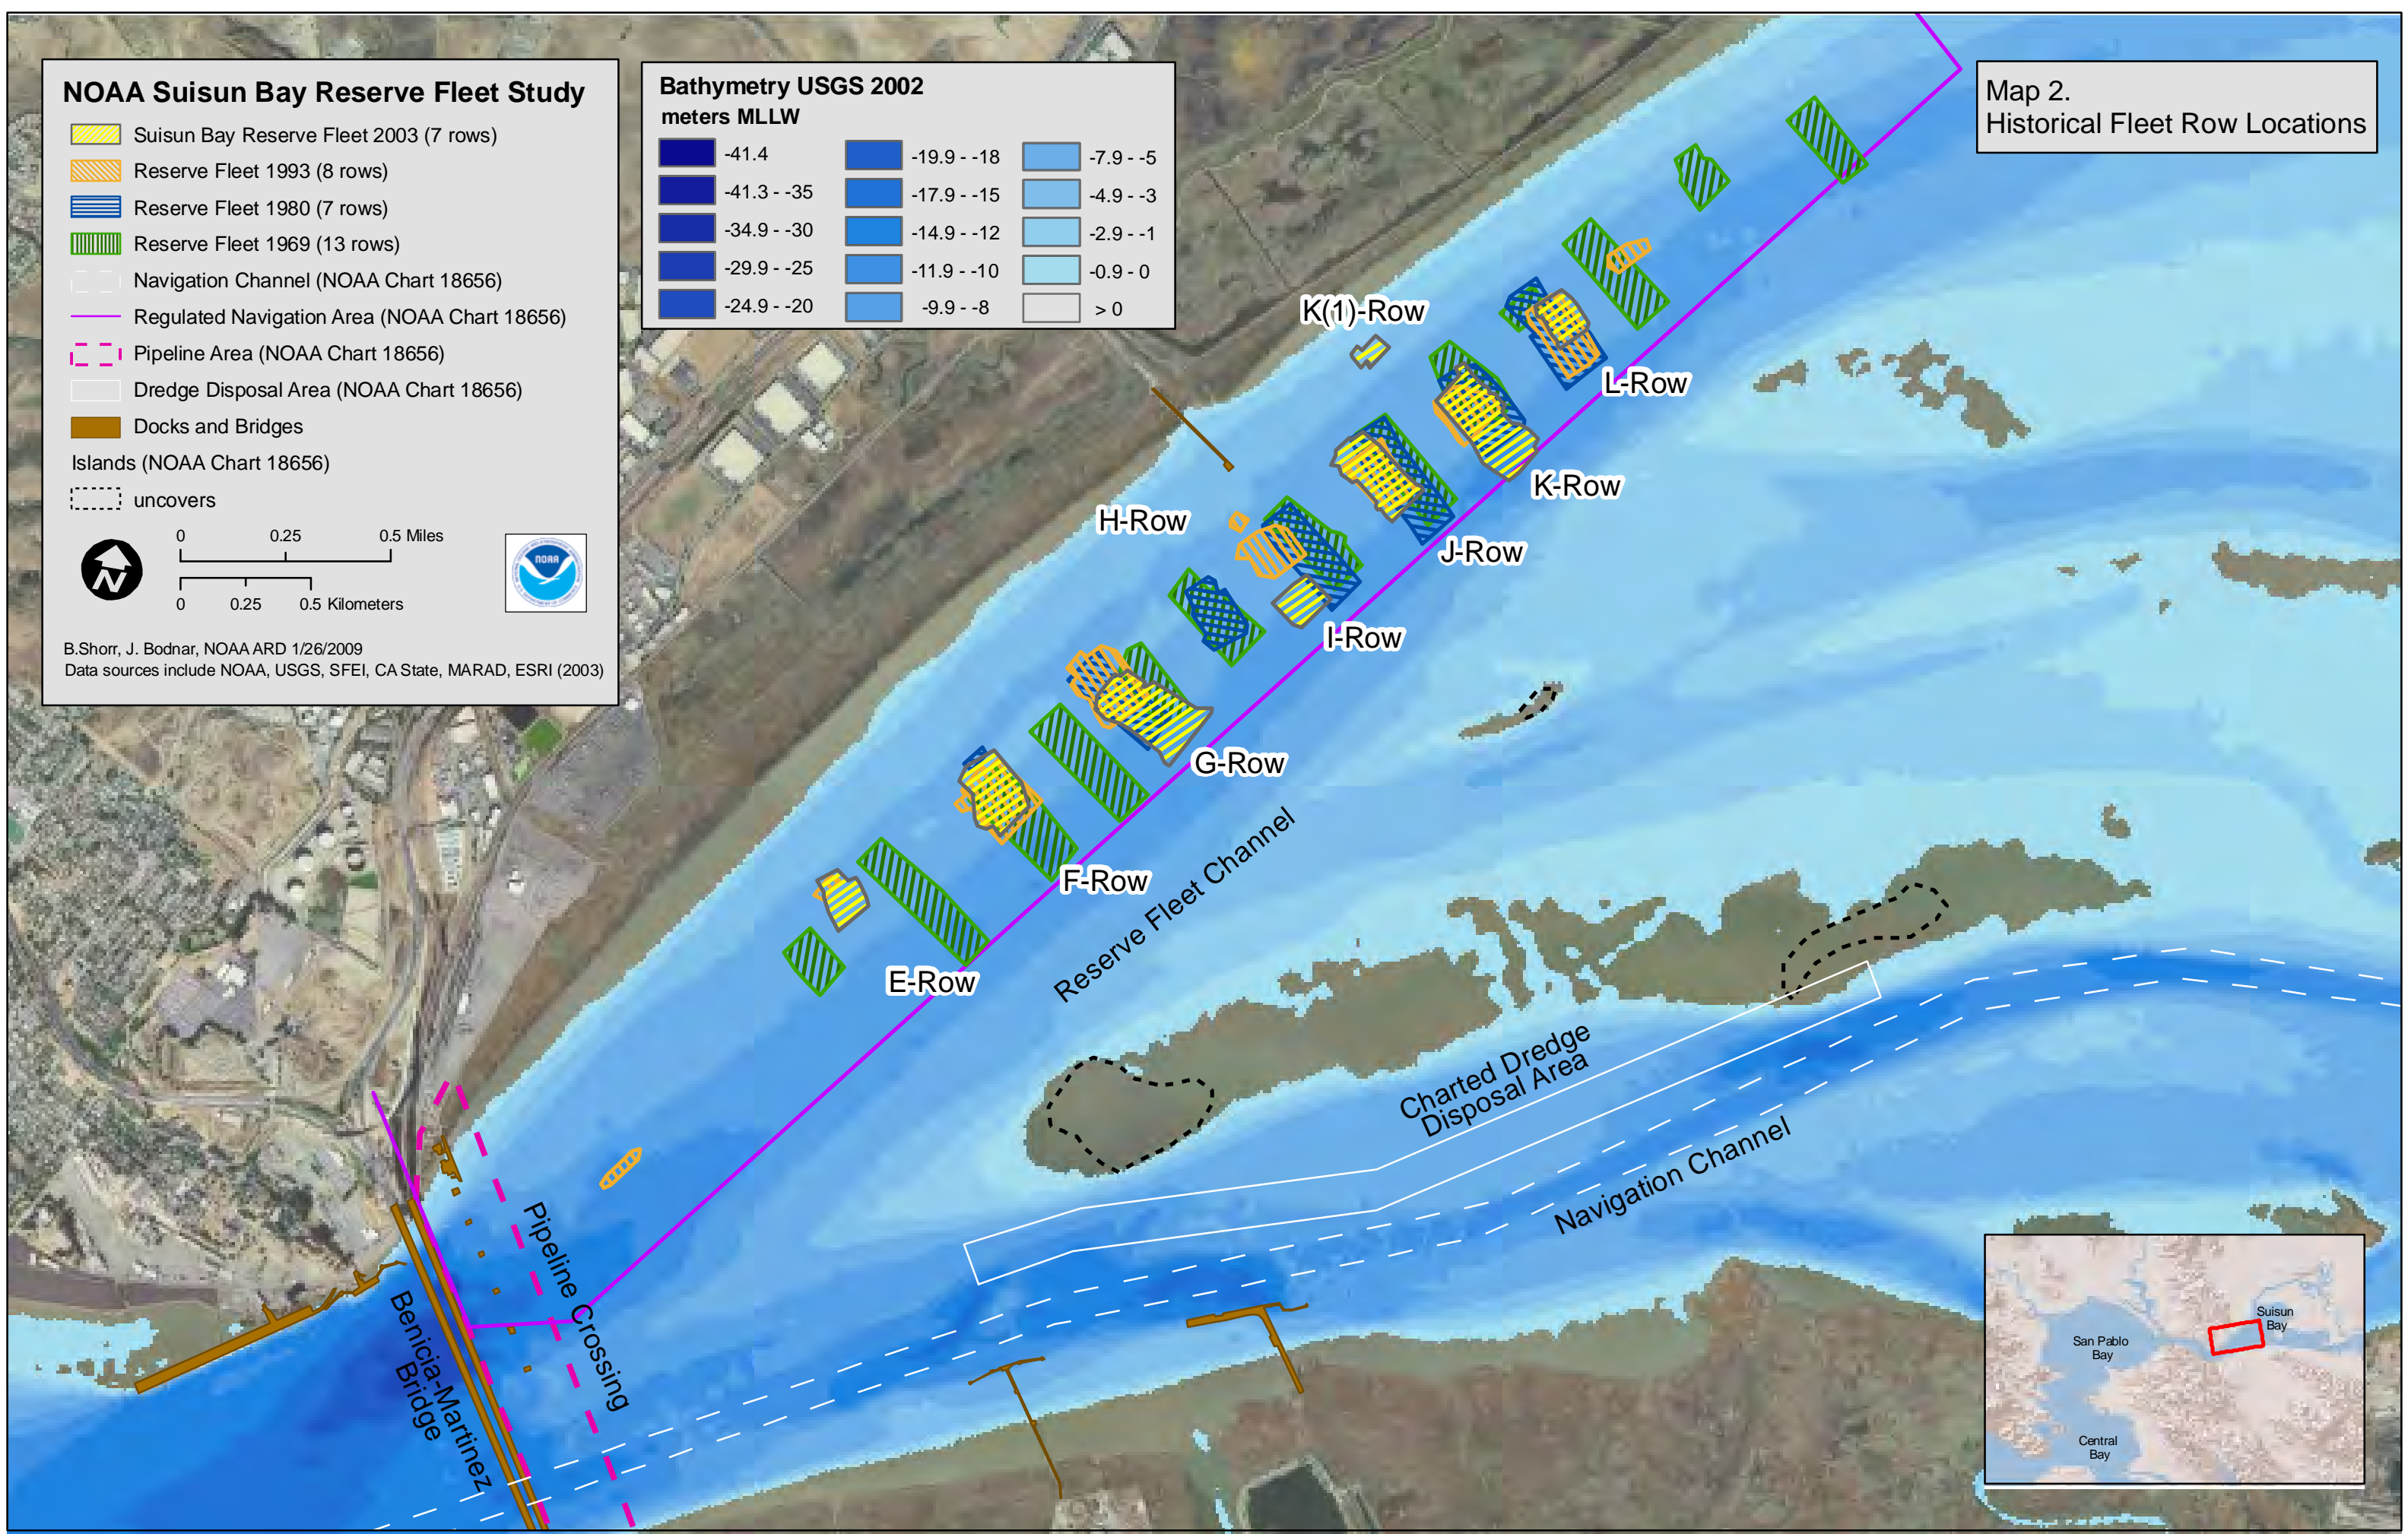 NOAA Suisun Bay Reserve Fleet Study
Suisun Bay Reserve Fleet 2003 (7 rows)
Reserve Fleet 1993 (8 rows)
Reserve Fleet 1980 (7 rows)
Reserve Fleet 1969 (13 rows)
Navigation Channel (NOAA Chart 18656)
Regulated Navigation Area (NOAA Chart 18656)
Pipeline Area (NOAA Chart 18656)
Dredge Disposal Area (NOAA Chart 18656)
Docks and Bridges
Islands (NOAA Chart 18656)
uncovers
0 0.25 0.5 Miles
0 0.25 0.5 Kilometers
N
NOAA
B.Shorr, J. Bodnar, NOAA ARD 1/26/2009
Data sources include NOAA, USGS, SFEI, CA State, MARAD, ESRI (2003)
Bathymetry USGS 2002
meters MLLW
-41.4
-41.3 - -35
-34.9 - -30
-29.9 - -25
-24.9 - -20
-19.9 - -18
-17.9 - -15
-14.9 - -12
-11.9 - -10
-9.9 - -8
-7.9 - -5
-4.9 - -3
-2.9 - -1
-0.9 - 0
> 0
Map 2.
Historical Fleet Row Locations
K(1)-Row
L-Row
K-Row
H-Row
J-Row
I-Row
G-Row
F-Row
E-Row
Reserve Fleet Channel
Charted Dredge
Disposal Area
Navigation Channel
Pipeline Crossing
Benicia-Martinez
Bridge
Suisun
Bay
San Pablo
Bay
Central
Bay